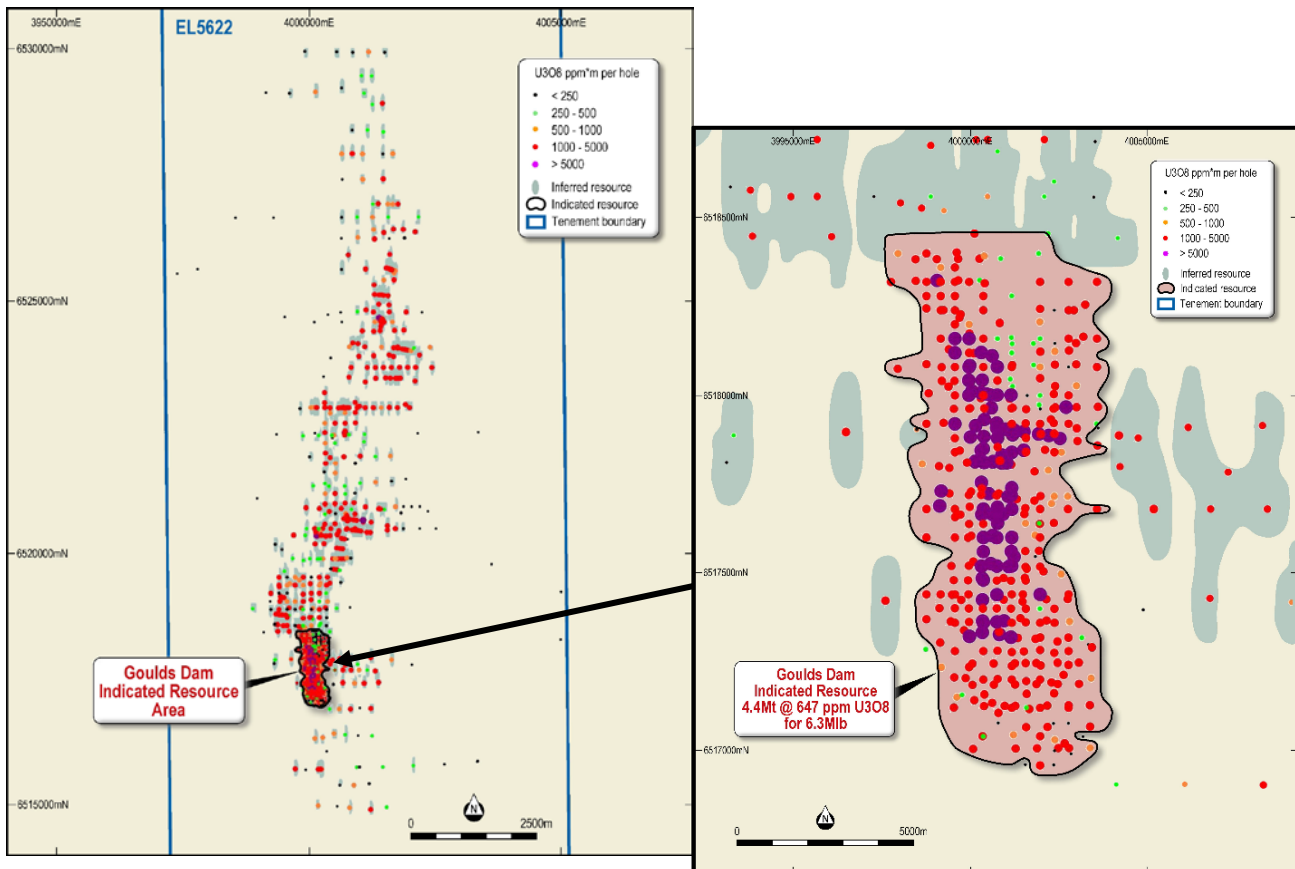 3950000mE
4000000mE
4005000mE
EL5622
6530000mN
U3O8 ppm*m per hole
< 250
250 - 500
500 - 1000
1000 - 5000
> 5000
Inferred resource
Indicated resource
Tenement boundary
6525000mN
6520000mN
Goulds Dam
Indicated Resource
Area
6515000mN
N
0
2500m
3995000mE
4000000mE
4005000mE
U3O8 ppm*m per hole
< 250
250 - 500
500 - 1000
1000 - 5000
> 5000
Inferred resource
Indicated resource
Tenement boundary
6518500mN
6518000mN
6517500mN
Goulds Dam
Indicated Resource
4.4Mt @ 647 ppm U3O8
for 6.3Mlb
6517000mN
N
0
5000m